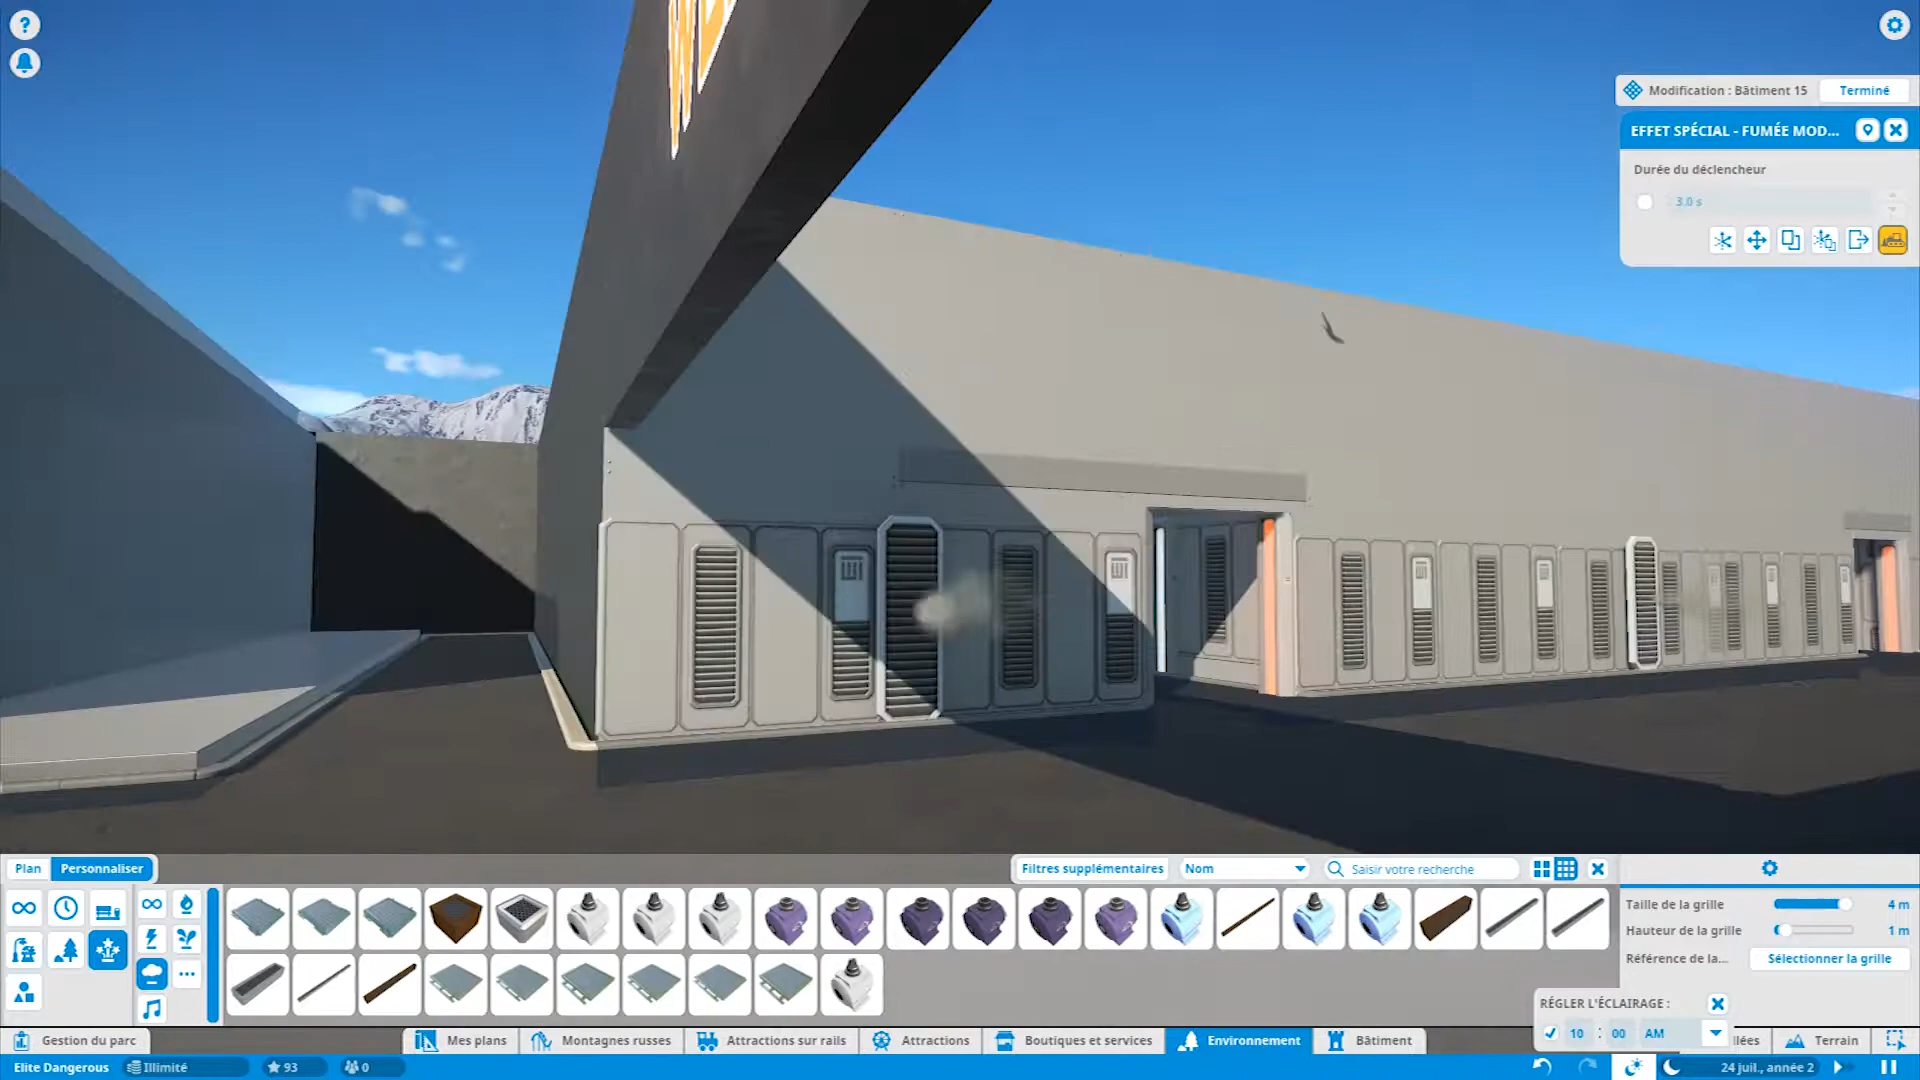 Modification : Bâtiment 15
Terminé
EFFET SPÉCIAL - FUMÉE MOD...
Durée du déclencheur
3.0 s
Plan
Personnaliser
Filtres supplémentaires
Nom
Saisir votre recherche
Taille de la grille
4 m
Hauteur de la grille
1 m
Référence de la...
Sélectionner la grille
RÉGLER L'ÉCLAIRAGE :
10 : 00 AM
Gestion du parc
Mes plans
Montagnes russes
Attractions sur rails
Attractions
Boutiques et services
Environnement
Bâtiment
llées
Terrain
Elite Dangerous
Illimité
93
0
24 juil., année 2